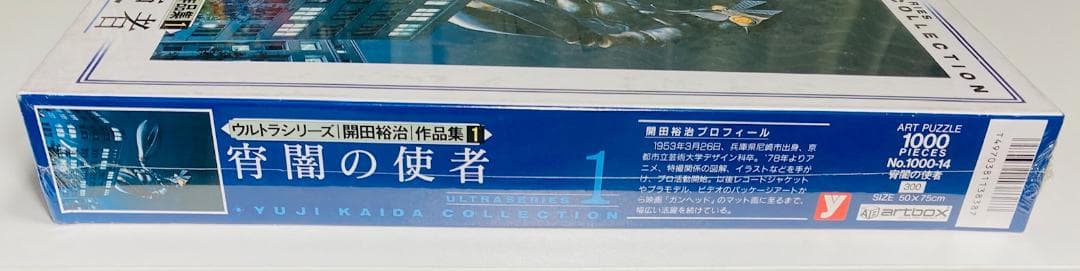 品集 1
者
RIES
COLLECTION
ウルトラシリーズ|開田裕治|作品集 1
宵闇の使者
1
ULTRASERIES
YUJI KAIDA COLLECTION
開田裕治プロフィール
1953年3月26日、兵庫県尼崎市出身、京
都市立芸術大学デザイン科卒。'78年よりア
ニメ、特撮関係の図解、イラストなどを手が
け、プロ活動開始。以後レコードジャケット
やプラモデル、ビデオのパッケージアートか
ら映画「ガンヘッド」のマット画に至るまで、
幅広い活躍を続けている。
ART PUZZLE
1000
PIECES
No.1000-14
宵闇の使者
300
SIZE 50×75cm
y
artbox
T4970381138387